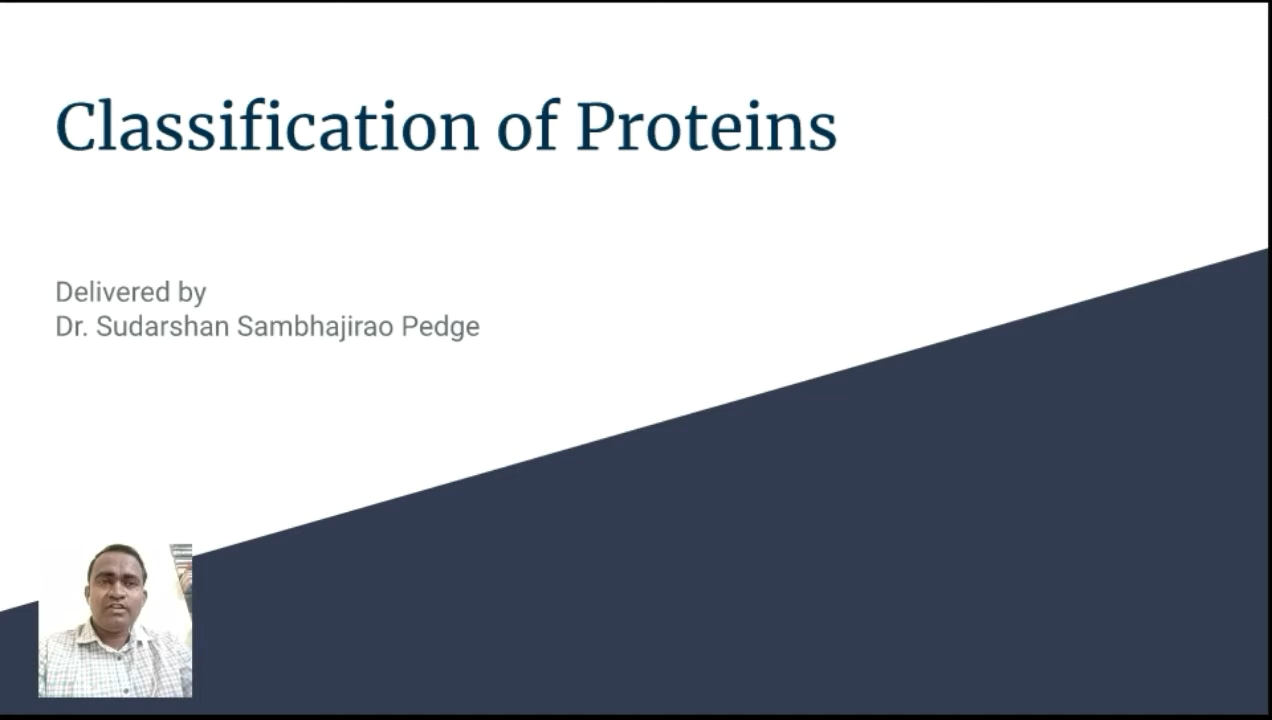 Classification of Proteins
Delivered by
Dr. Sudarshan Sambhajirao Pedge